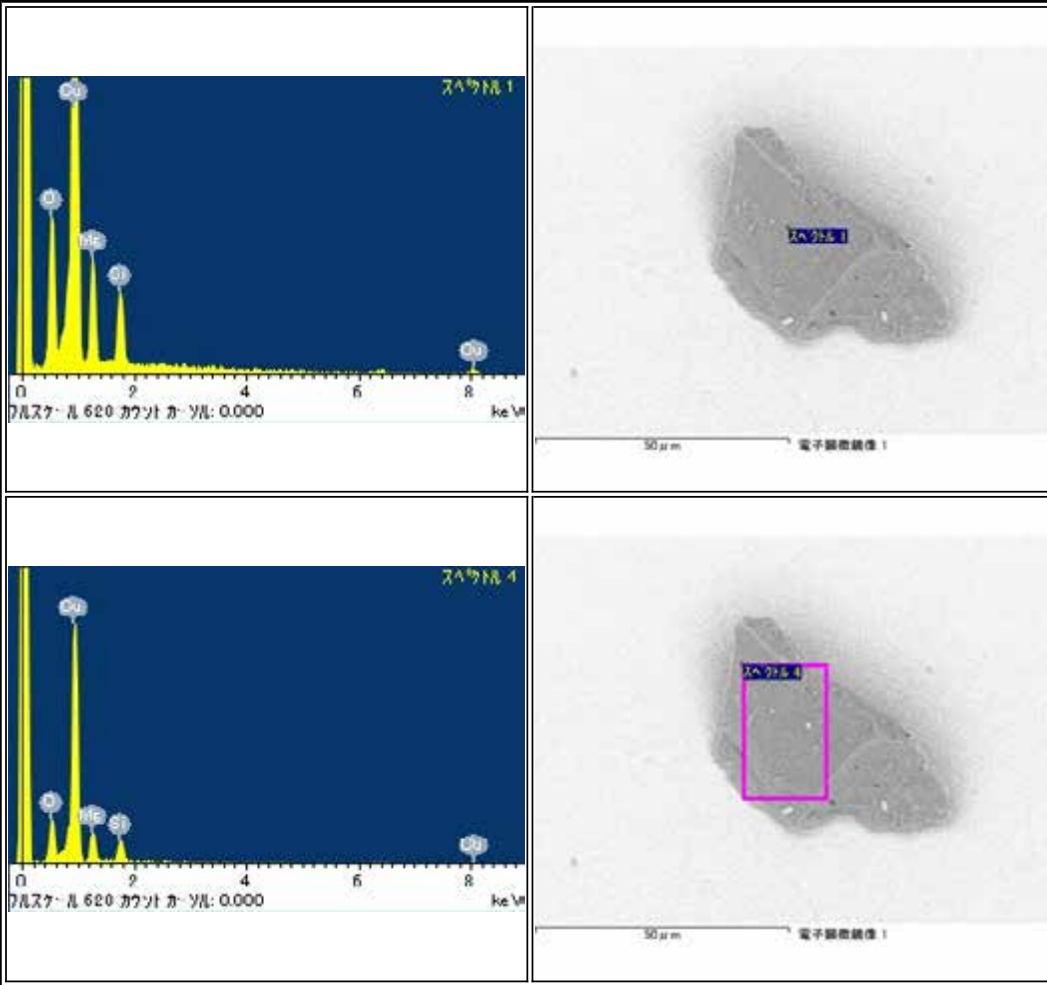 スペクトル 1
Cu
O
Mg
Si
Cu
0 2 4 6 8
フルスケール 620 カウント カーソル: 0.000 keV
スペクトル 1
50μm 電子顕微鏡像 1
スペクトル 4
Cu
O
Mg
Si
Cu
0 2 4 6 8
フルスケール 620 カウント カーソル: 0.000 keV
スペクトル 4
50μm 電子顕微鏡像 1